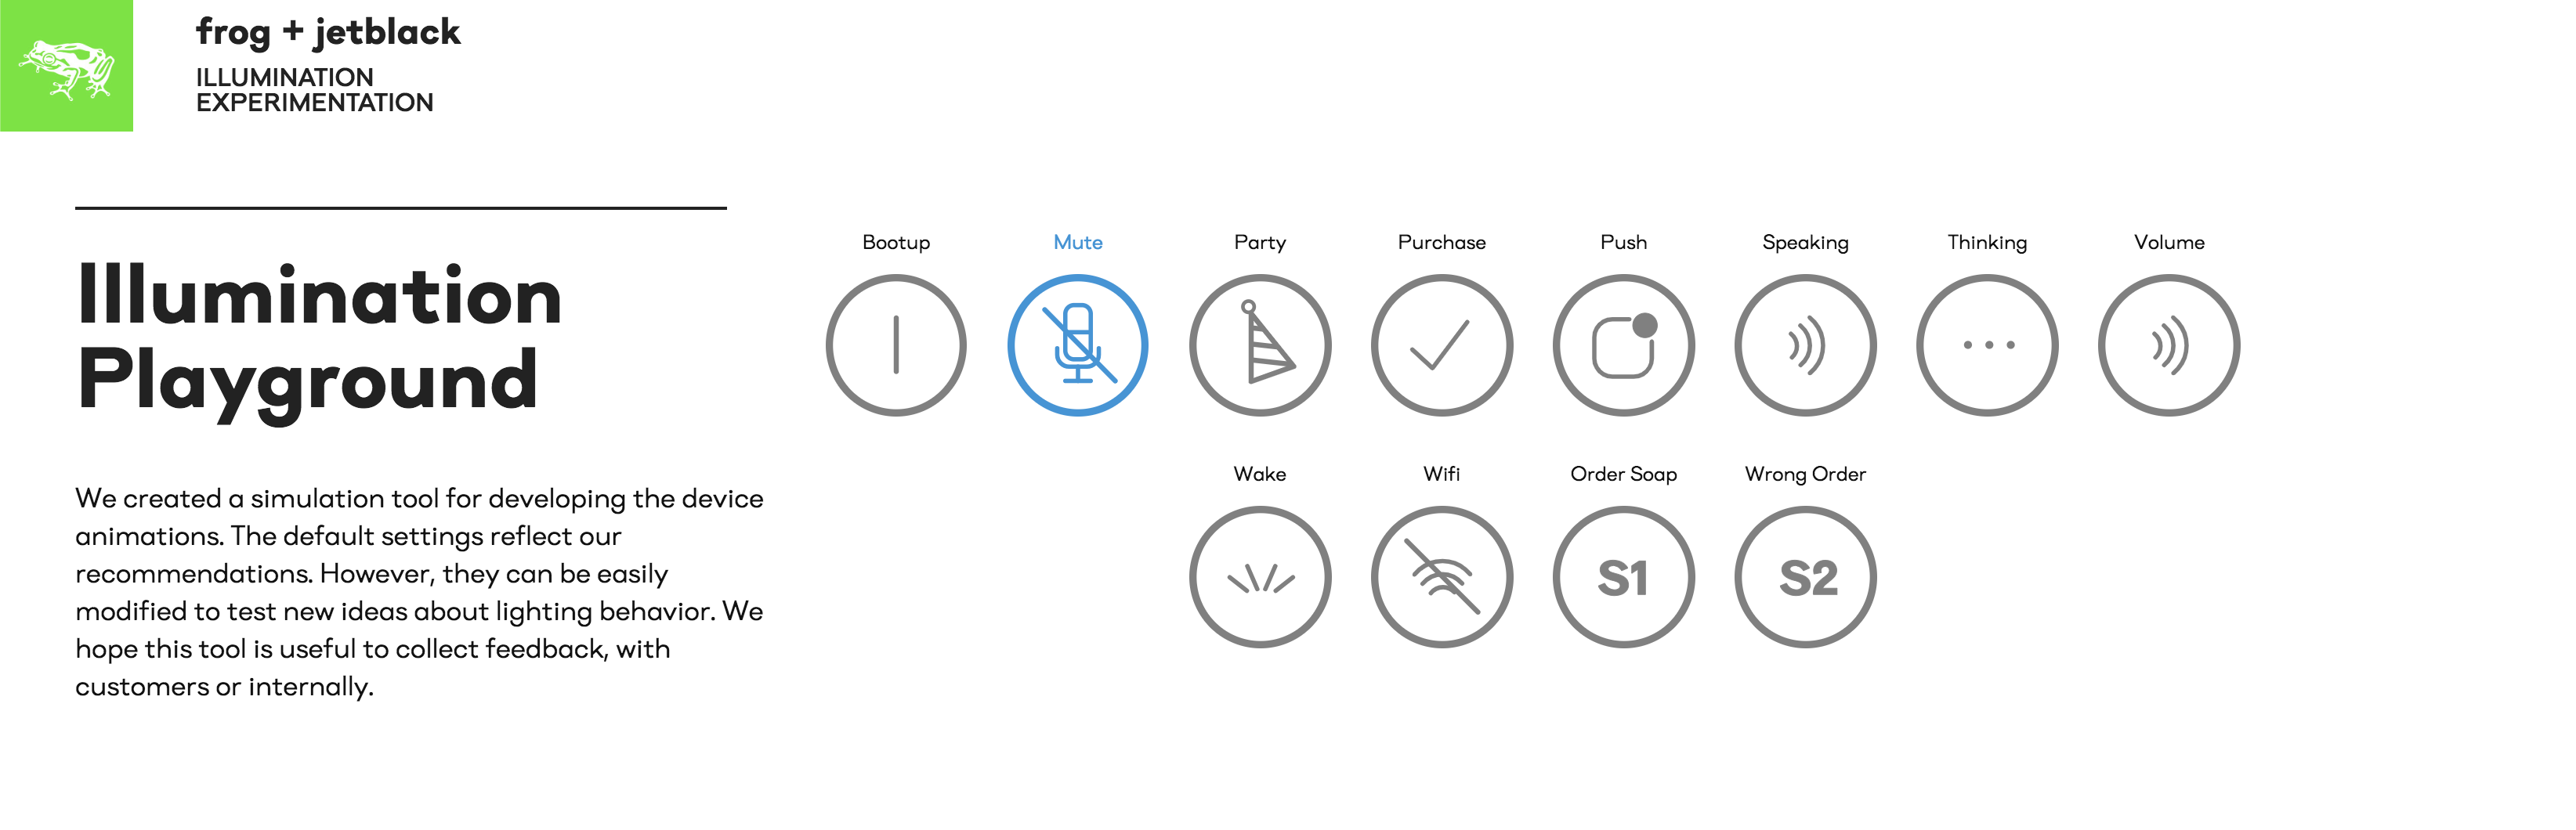 frog + jetblack
ILLUMINATION
EXPERIMENTATION
Illumination
Playground
We created a simulation tool for developing the device
animations. The default settings reflect our
recommendations. However, they can be easily
modified to test new ideas about lighting behavior. We
hope this tool is useful to collect feedback, with
customers or internally.
Bootup
Mute
Party
Purchase
Push
Speaking
Thinking
Volume
Wake
Wifi
Order Soap
Wrong Order
S1
S2